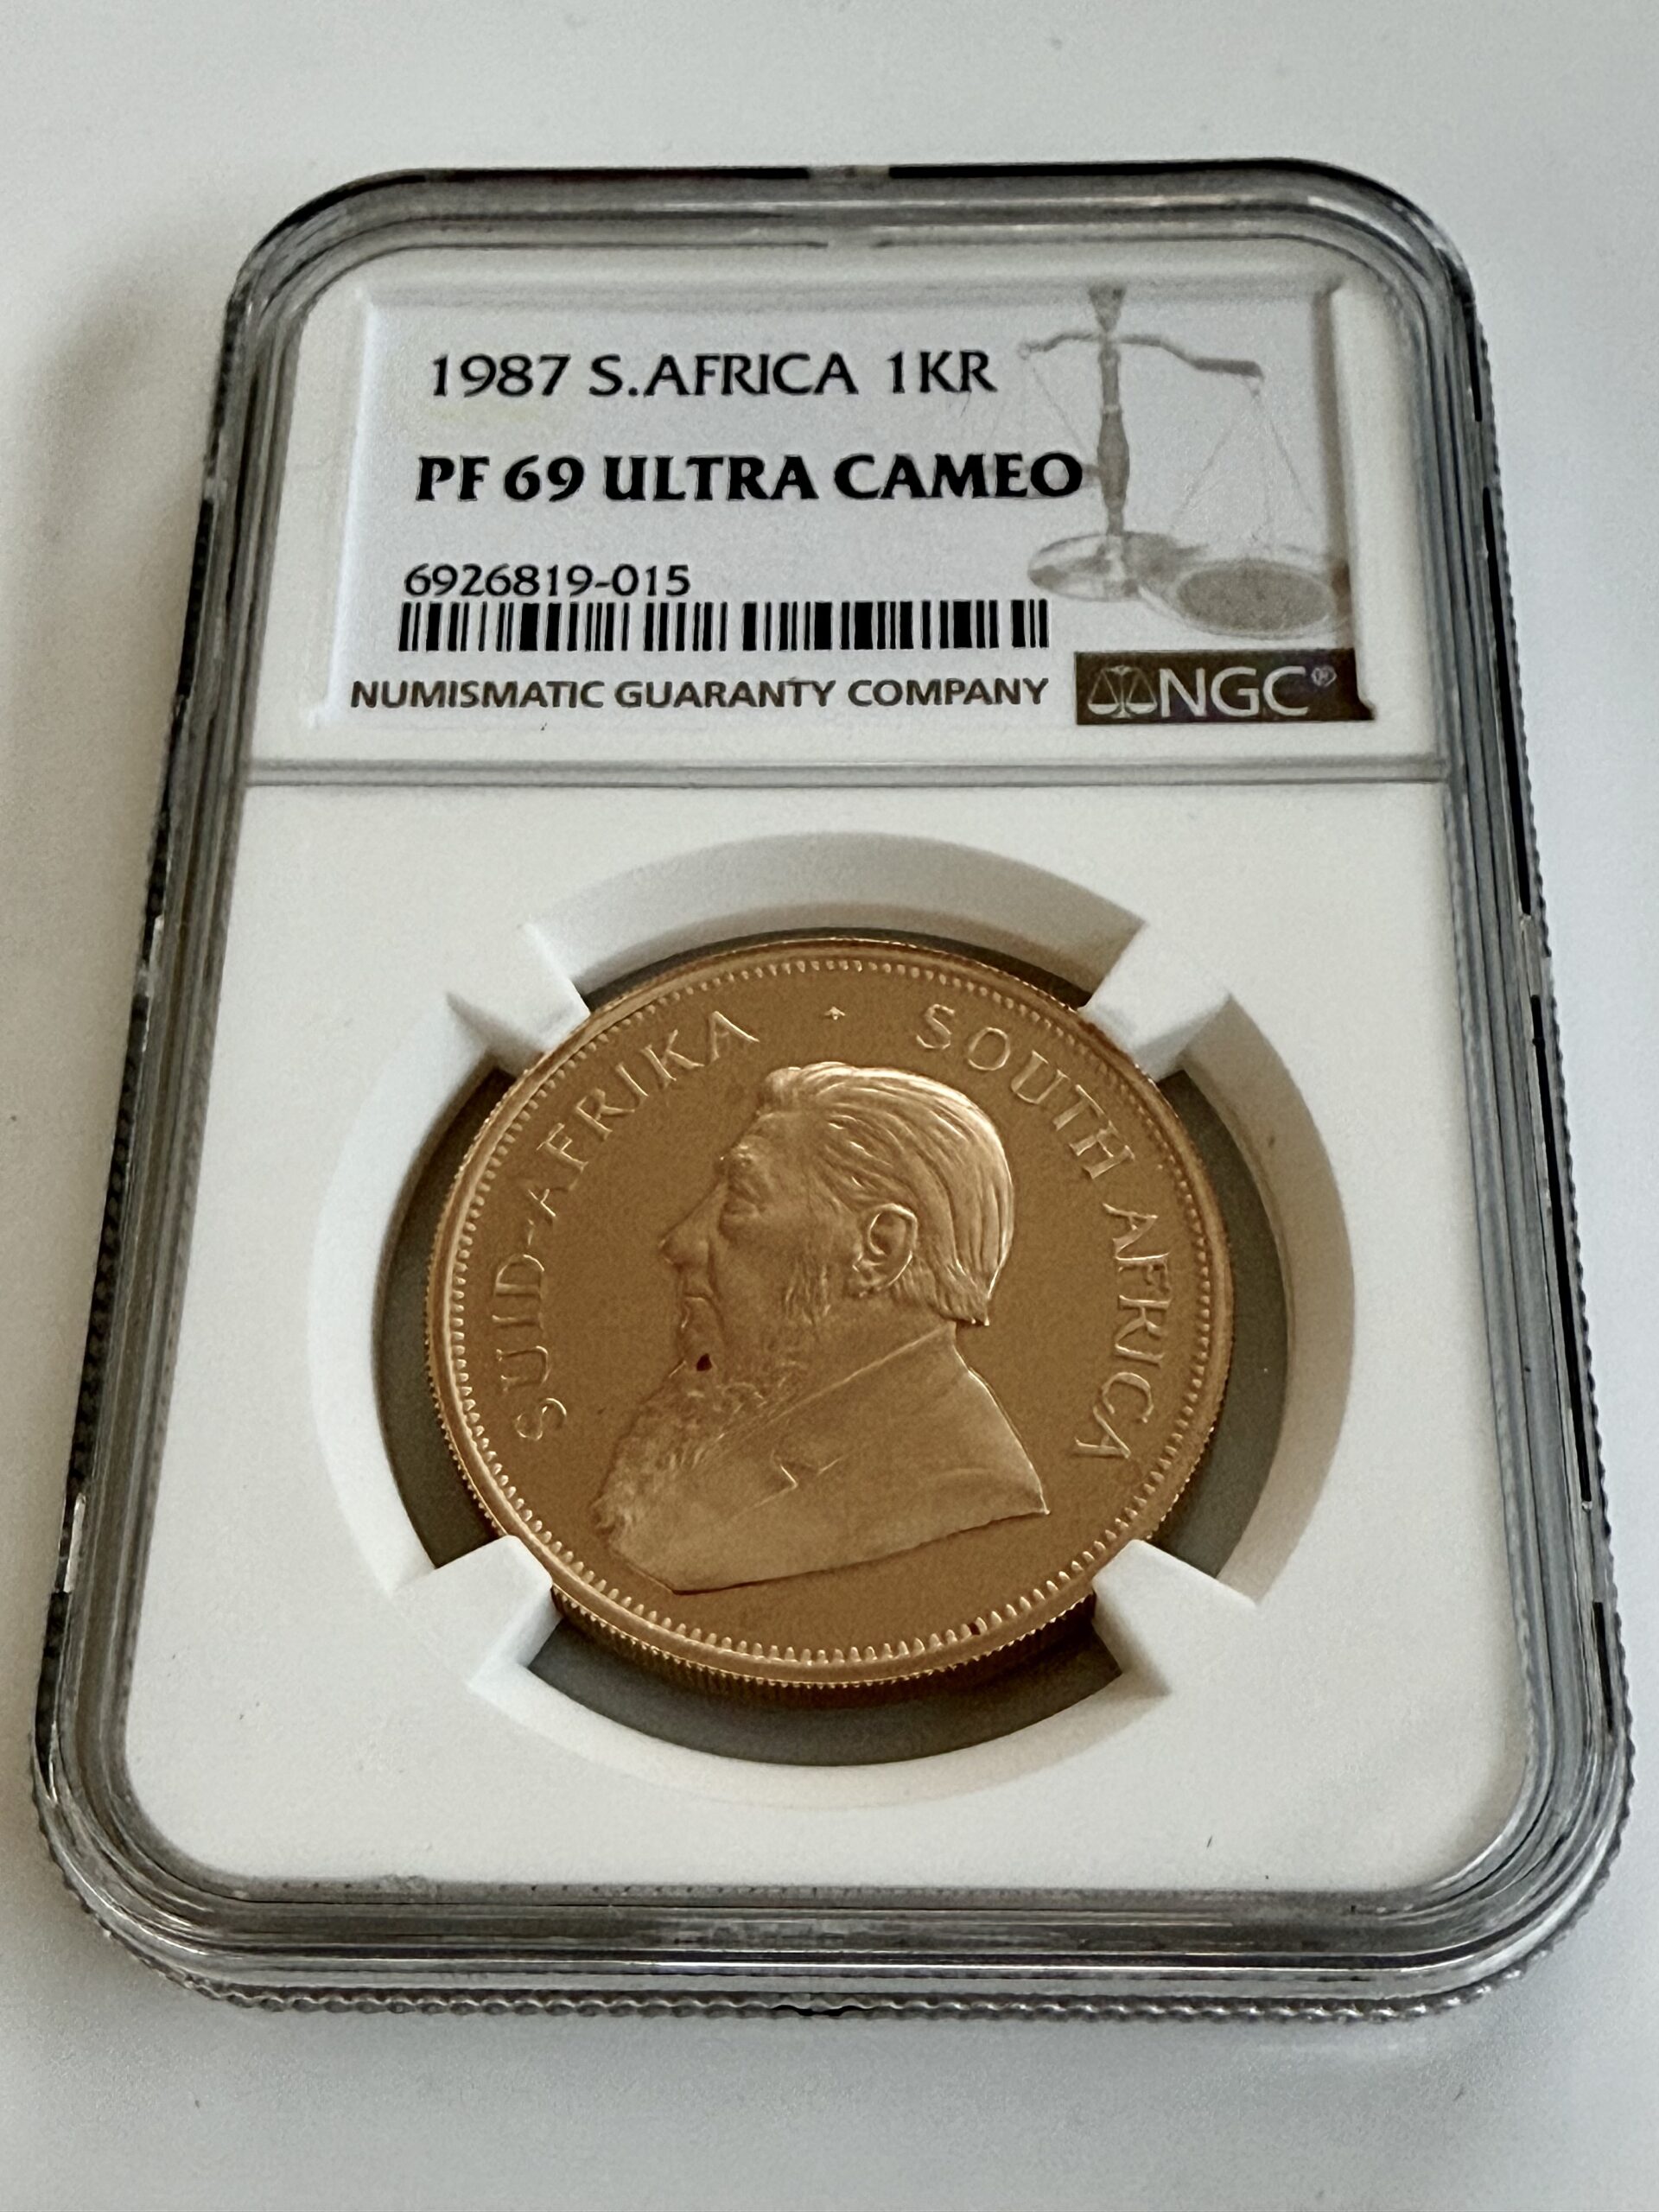 1987 S.AFRICA 1KR
PF 69 ULTRA CAMEO
6926819-015
NUMISMATIC GUARANTY COMPANY NGC®
SUID-AFRIKA SOUTH AFRICA